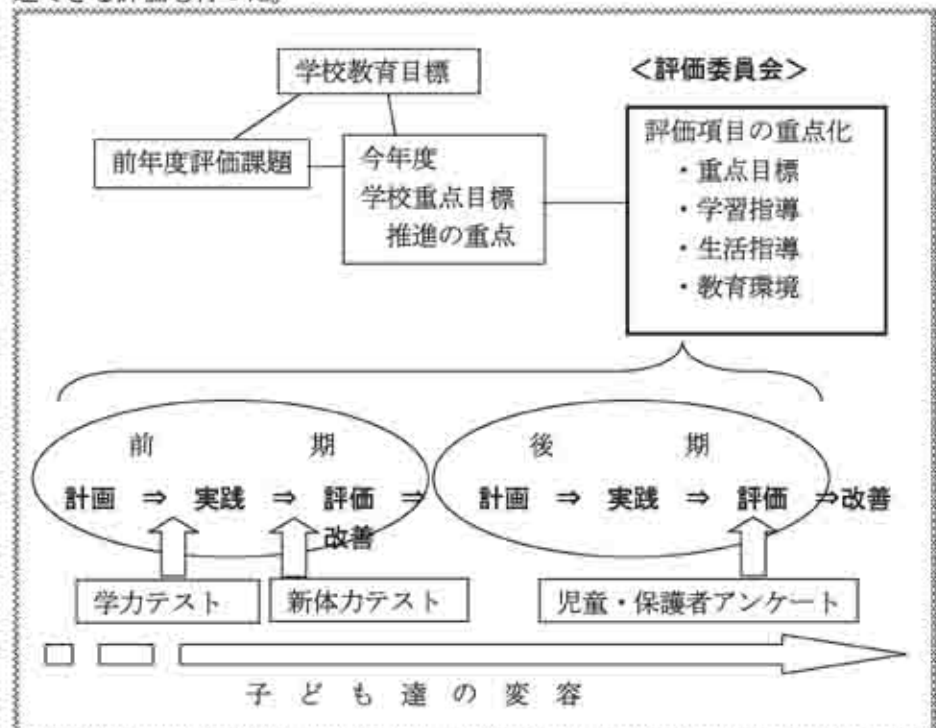 学校教育目標
<評価委員会>
前年度評価課題
今年度
学校重点目標
推進の重点
評価項目の重点化
・重点目標
・学習指導
・生活指導
・教育環境
前 期
計画 ⇒ 実践 ⇒ 評価 ⇒
改善
後 期
計画 ⇒ 実践 ⇒ 評価 ⇒改善
学力テスト
新体力テスト
児童・保護者アンケート
子 ど も 達 の 変 容